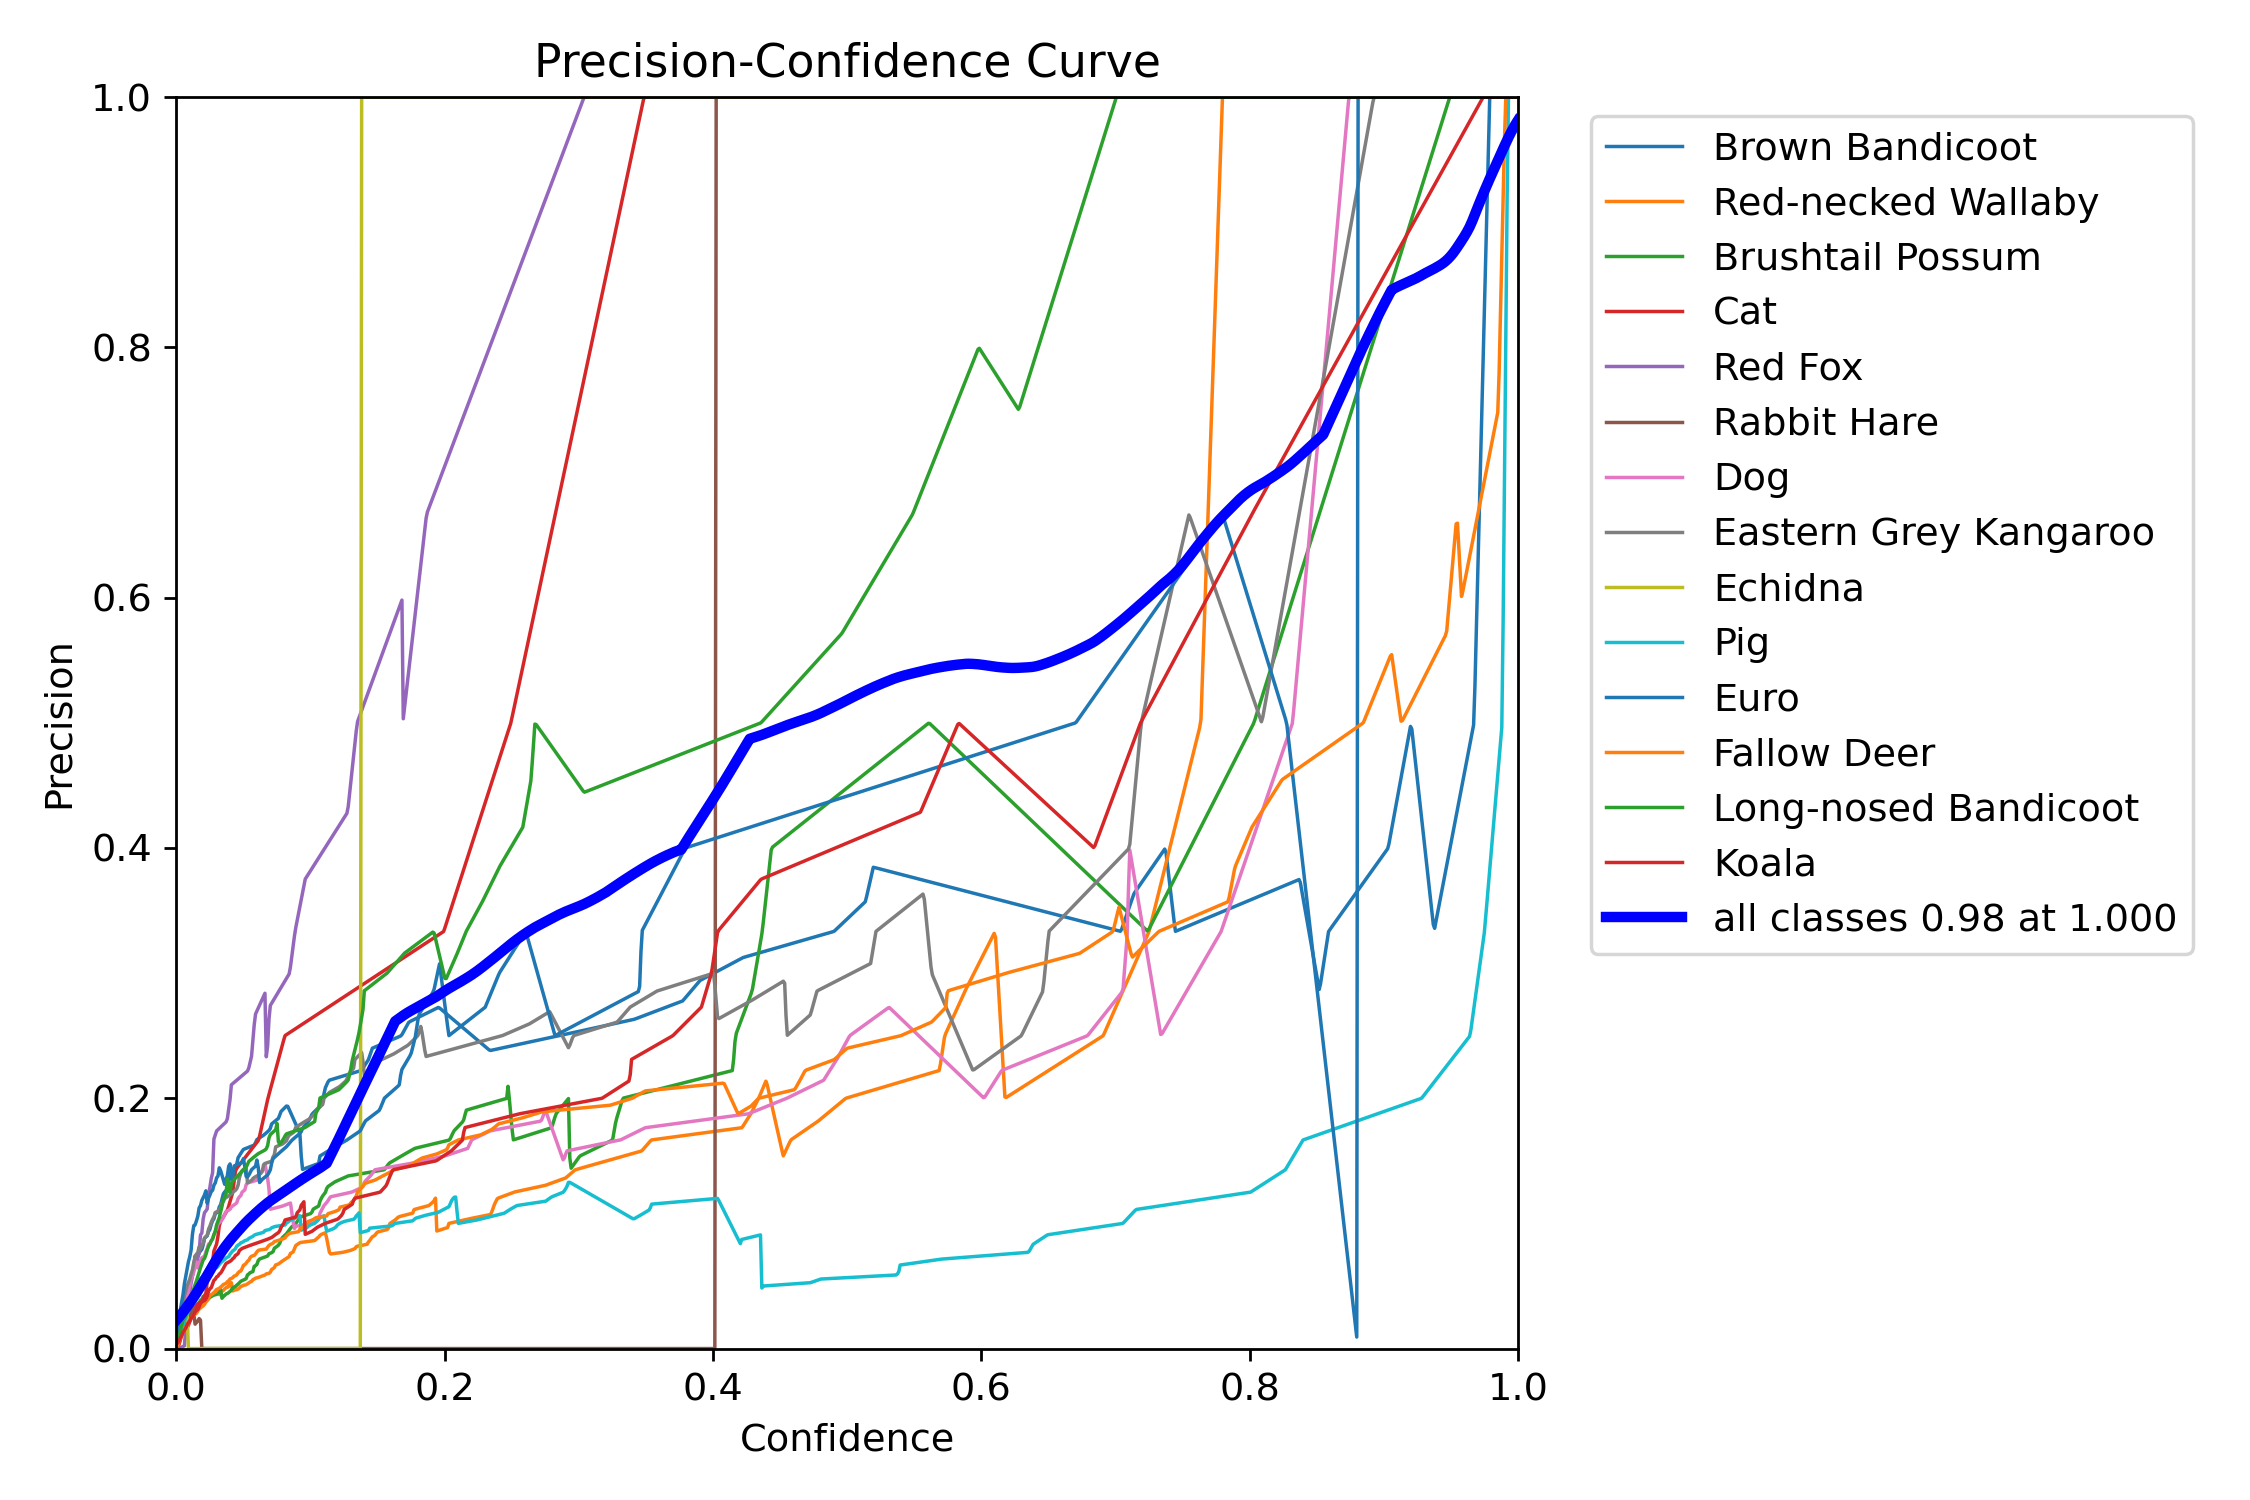 Precision-Confidence Curve
1.0
0.8
0.6
0.4
0.2
0.0
Precision
0.0 0.2 0.4 0.6 0.8 1.0
Confidence
Brown Bandicoot
Red-necked Wallaby
Brushtail Possum
Cat
Red Fox
Rabbit Hare
Dog
Eastern Grey Kangaroo
Echidna
Pig
Euro
Fallow Deer
Long-nosed Bandicoot
Koala
all classes 0.98 at 1.000